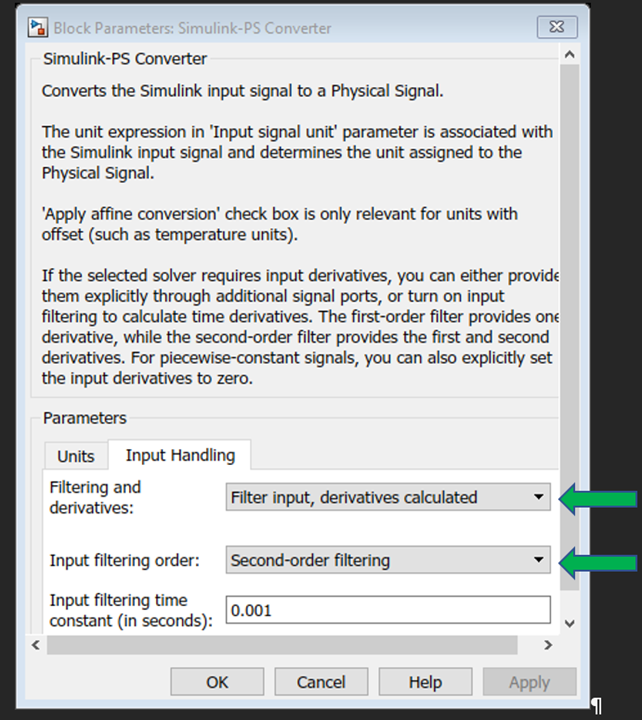 Block Parameters: Simulink-PS Converter
Simulink-PS Converter
Converts the Simulink input signal to a Physical Signal.
The unit expression in 'Input signal unit' parameter is associated with
the Simulink input signal and determines the unit assigned to the
Physical Signal.
'Apply affine conversion' check box is only relevant for units with
offset (such as temperature units).
If the selected solver requires input derivatives, you can either provide
them explicitly through additional signal ports, or turn on input
filtering to calculate time derivatives. The first-order filter provides one
derivative, while the second-order filter provides the first and second
derivatives. For piecewise-constant signals, you can also explicitly set
the input derivatives to zero.
Parameters
Units Input Handling
Filtering and
derivatives:
Filter input, derivatives calculated
Input filtering order: Second-order filtering
Input filtering time
constant (in seconds):
0.001
OK Cancel Help Apply
¶